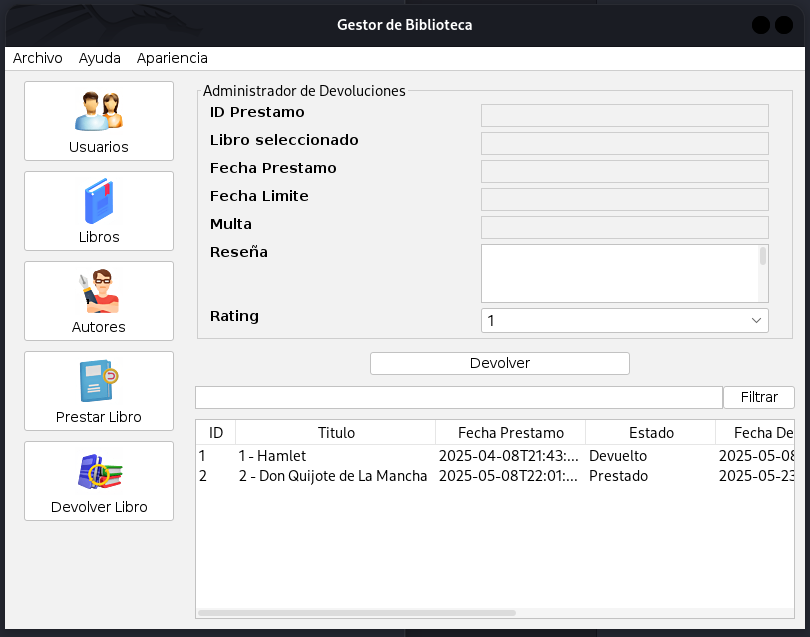 Gestor de Biblioteca
Archivo Ayuda Apariencia
Usuarios
Libros
Autores
Prestar Libro
Devolver Libro
Administrador de Devoluciones
ID Prestamo
Libro seleccionado
Fecha Prestamo
Fecha Limite
Multa
Reseña
Rating 1
Devolver
Filtrar
ID Titulo Fecha Prestamo Estado Fecha De
1 1 - Hamlet 2025-04-08T21:43:... Devuelto 2025-05-08
2 2 - Don Quijote de La Mancha 2025-05-08T22:01:... Prestado 2025-05-23